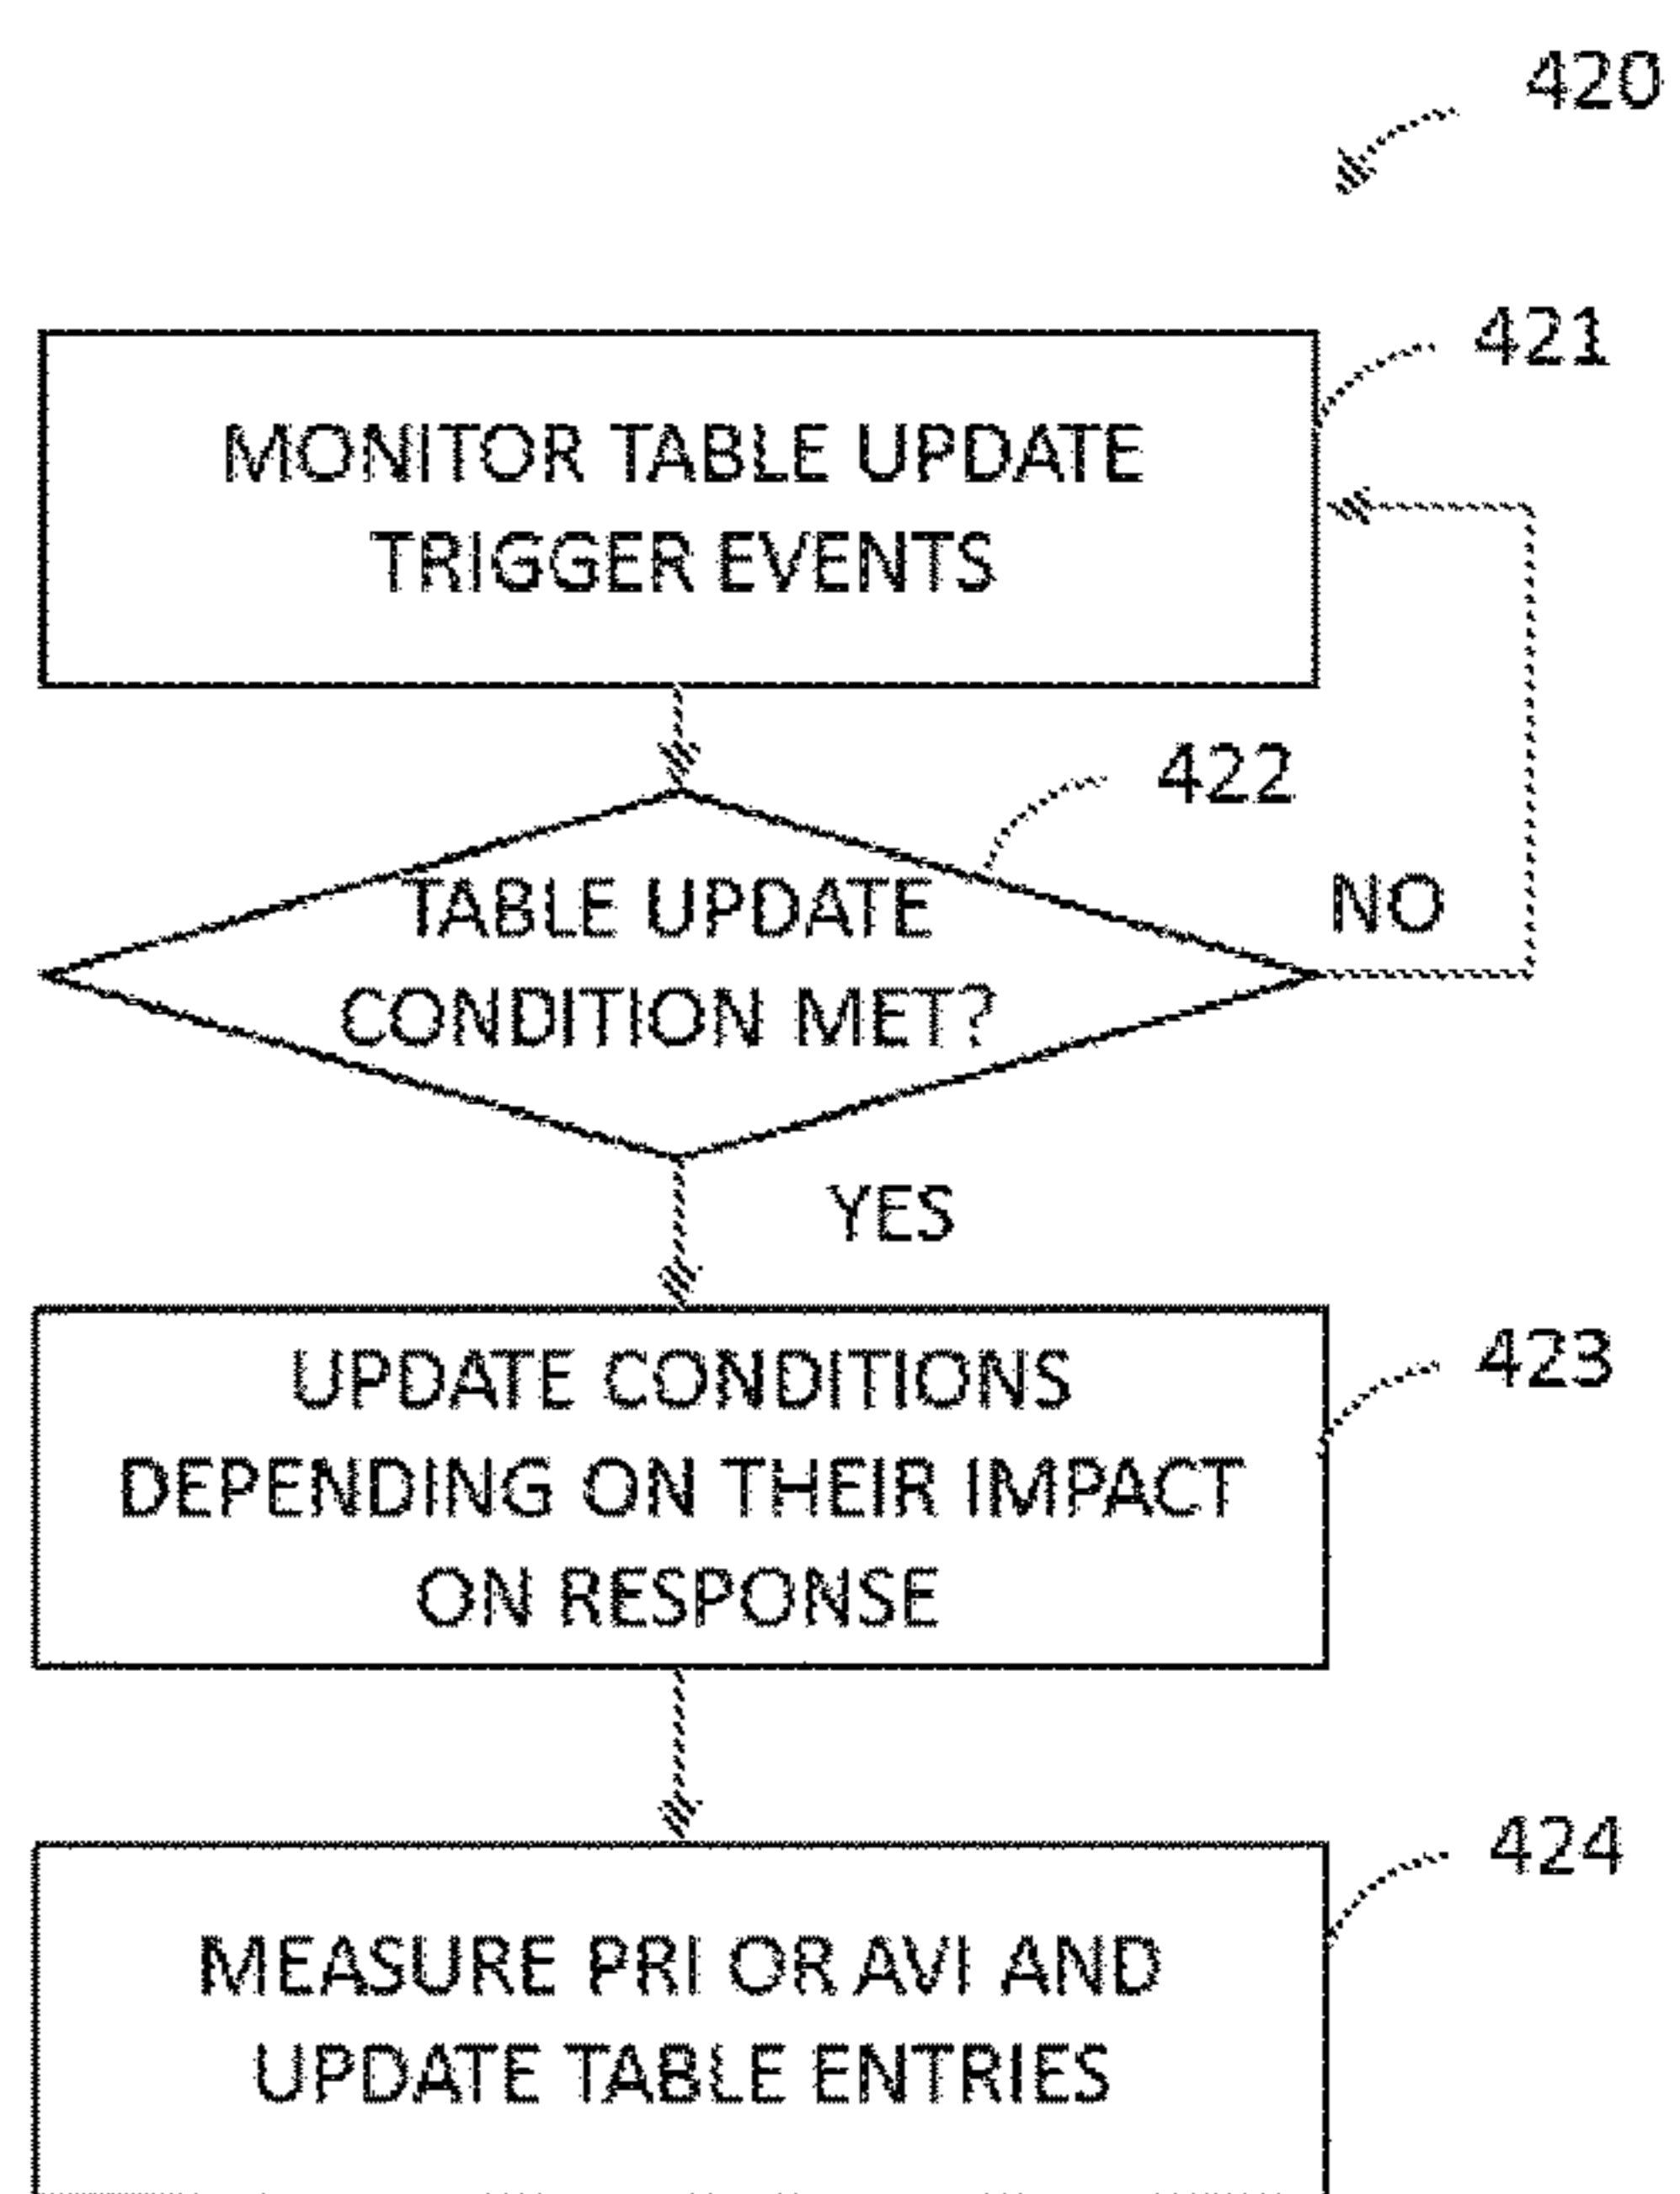 420
421
MONITOR TABLE UPDATE
TRIGGER EVENTS
422
TABLE UPDATE
CONDITION MET?
NO
YES
423
UPDATE CONDITIONS
DEPENDING ON THEIR IMPACT
ON RESPONSE
424
MEASURE PRI OR AVI AND
UPDATE TABLE ENTRIES